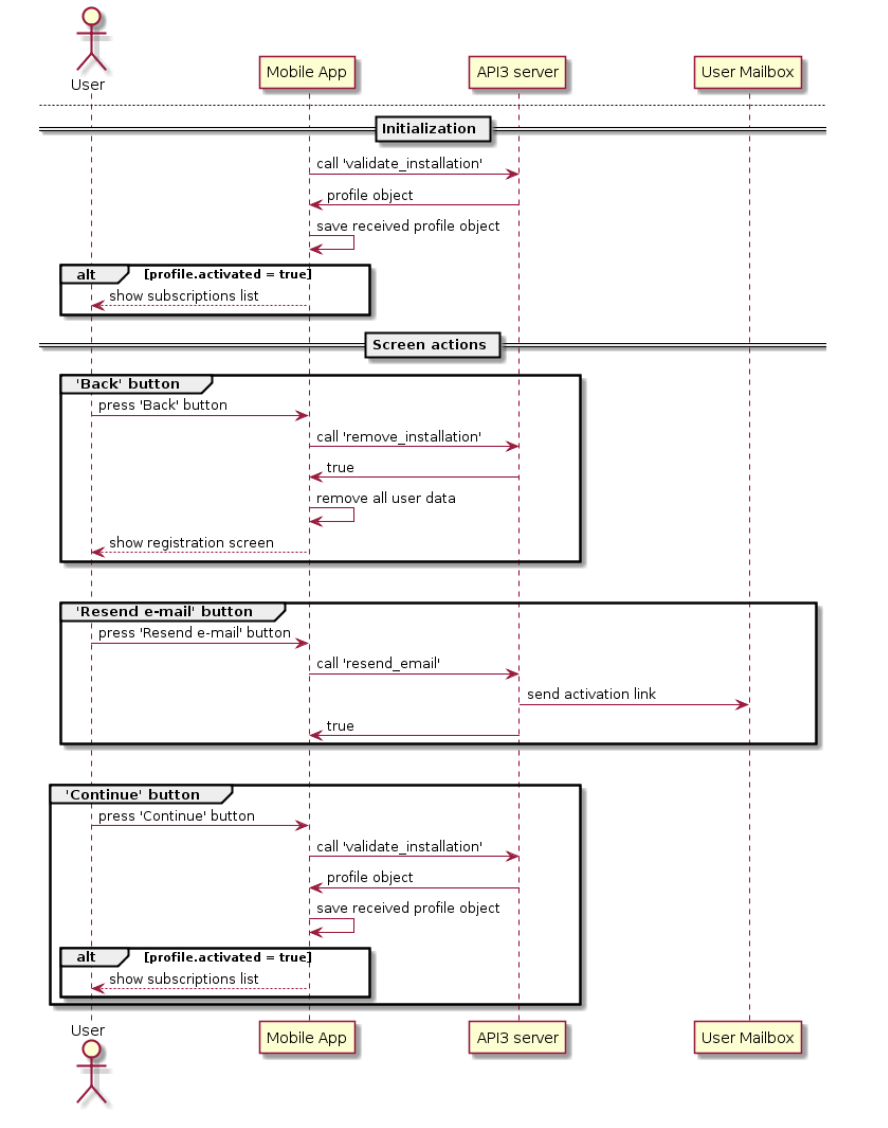 User
Mobile App
API3 server
User Mailbox
Initialization
call 'validate_installation'
profile object
save received profile object
alt
[profile.activated = true]
show subscriptions list
Screen actions
'Back' button
press 'Back' button
call 'remove_installation'
true
remove all user data
show registration screen
'Resend e-mail' button
press 'Resend e-mail' button
call 'resend_email'
send activation link
true
'Continue' button
press 'Continue' button
call 'validate_installation'
profile object
save received profile object
alt
[profile.activated = true]
show subscriptions list
User
Mobile App
API3 server
User Mailbox